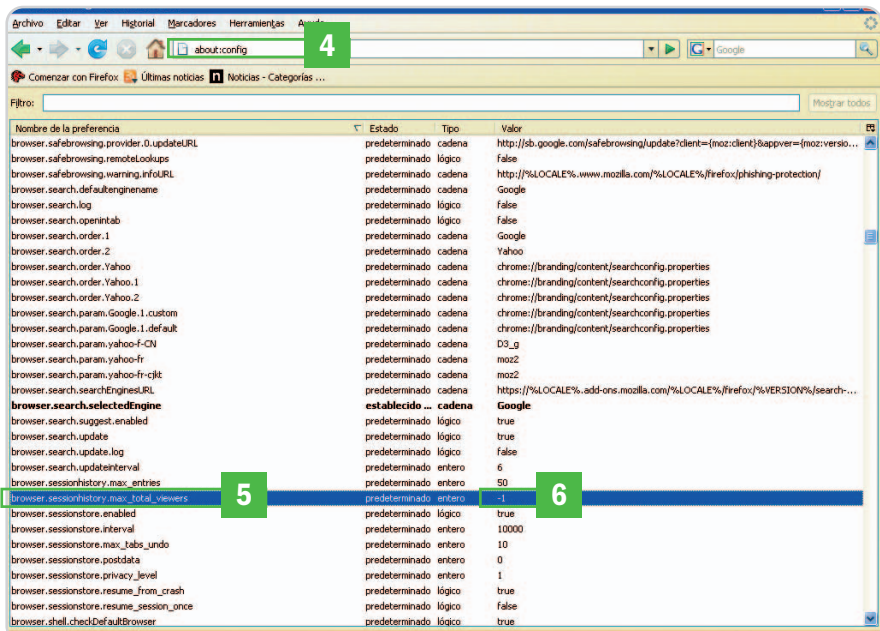 Archivo Editar Ver Historial Marcadores Herramientas
4
about:config
G Google
Comenzar con Firefox Últimas noticias n Noticias - Categorías ...
Filtro: Mostrar todos
Nombre de la preferencia Estado Tipo Valor
browser.safebrowsing.provider.0.updateURL predeterminado cadena http://sb.google.com/safebrowsing/update?client={moz:client}&appver={moz:versio...
browser.safebrowsing.remoteLookups predeterminado lógico false
browser.safebrowsing.warning.infoURL predeterminado cadena http://%LOCALE%.www.mozilla.com/%LOCALE%/firefox/phishing-protection/
browser.search.defaultenginename predeterminado cadena Google
browser.search.log predeterminado lógico false
browser.search.openintab predeterminado lógico false
browser.search.order.1 predeterminado cadena Google
browser.search.order.2 predeterminado cadena Yahoo
browser.search.order.Yahoo predeterminado cadena chrome://branding/content/searchconfig.properties
browser.search.order.Yahoo.1 predeterminado cadena chrome://branding/content/searchconfig.properties
browser.search.order.Yahoo.2 predeterminado cadena chrome://branding/content/searchconfig.properties
browser.search.param.Google.1.custom predeterminado cadena chrome://branding/content/searchconfig.properties
browser.search.param.Google.1.default predeterminado cadena chrome://branding/content/searchconfig.properties
browser.search.param.yahoo-f-CN predeterminado cadena D3_g
browser.search.param.yahoo-fr predeterminado cadena moz2
browser.search.param.yahoo-fr-cjkt predeterminado cadena moz2
browser.search.searchEnginesURL predeterminado cadena https://%LOCALE%.add-ons.mozilla.com/%LOCALE%/firefox/%VERSION%/search-...
browser.search.selectedEngine establecido ... cadena Google
browser.search.suggest.enabled predeterminado lógico true
browser.search.update predeterminado lógico true
browser.search.update.log predeterminado lógico false
browser.search.updateinterval predeterminado entero 6
browser.sessionhistory.max_entries predeterminado entero 50
browser.sessionhistory.max_total_viewers 5 predeterminado entero -1 6
browser.sessionstore.enabled predeterminado lógico true
browser.sessionstore.interval predeterminado entero 10000
browser.sessionstore.max_tabs_undo predeterminado entero 10
browser.sessionstore.postdata predeterminado entero 0
browser.sessionstore.privacy_level predeterminado entero 1
browser.sessionstore.resume_from_crash predeterminado lógico true
browser.sessionstore.resume_session_once predeterminado lógico false
browser.shell.checkDefaultBrowser predeterminado lógico true